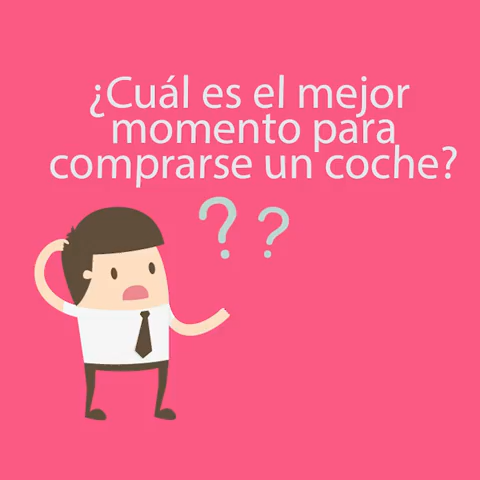 ¿Cuál es el mejor
momento para
comprarse un coche?
? ?